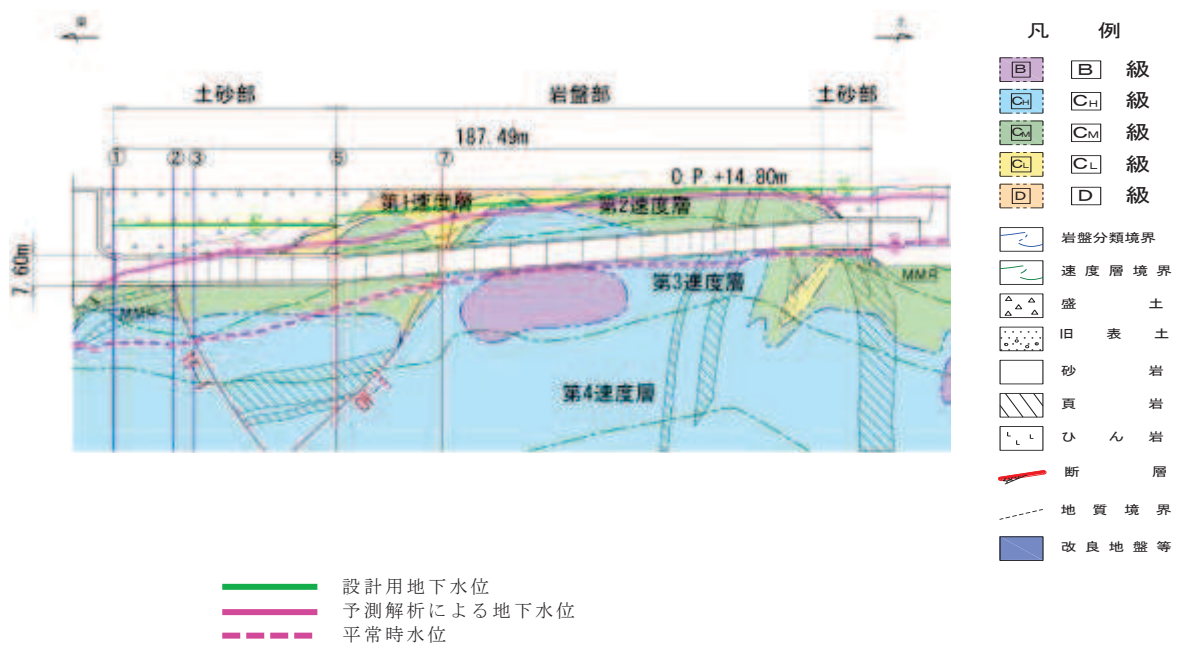 土砂部
岩盤部
土砂部
187.49m
① ②③ ⑤ ⑦
O.P.+14.80m
第1速度層
第2速度層
7.60m
第3速度層
MMR
MMR
第4速度層
凡 例
B B 級
CH CH 級
CM CM 級
CL CL 級
D D 級
岩盤分類境界
速度層境界
盛土
旧表土
砂岩
頁岩
ひん岩
断層
地質境界
改良地盤等
設計用地下水位
予測解析による地下水位
平常時水位